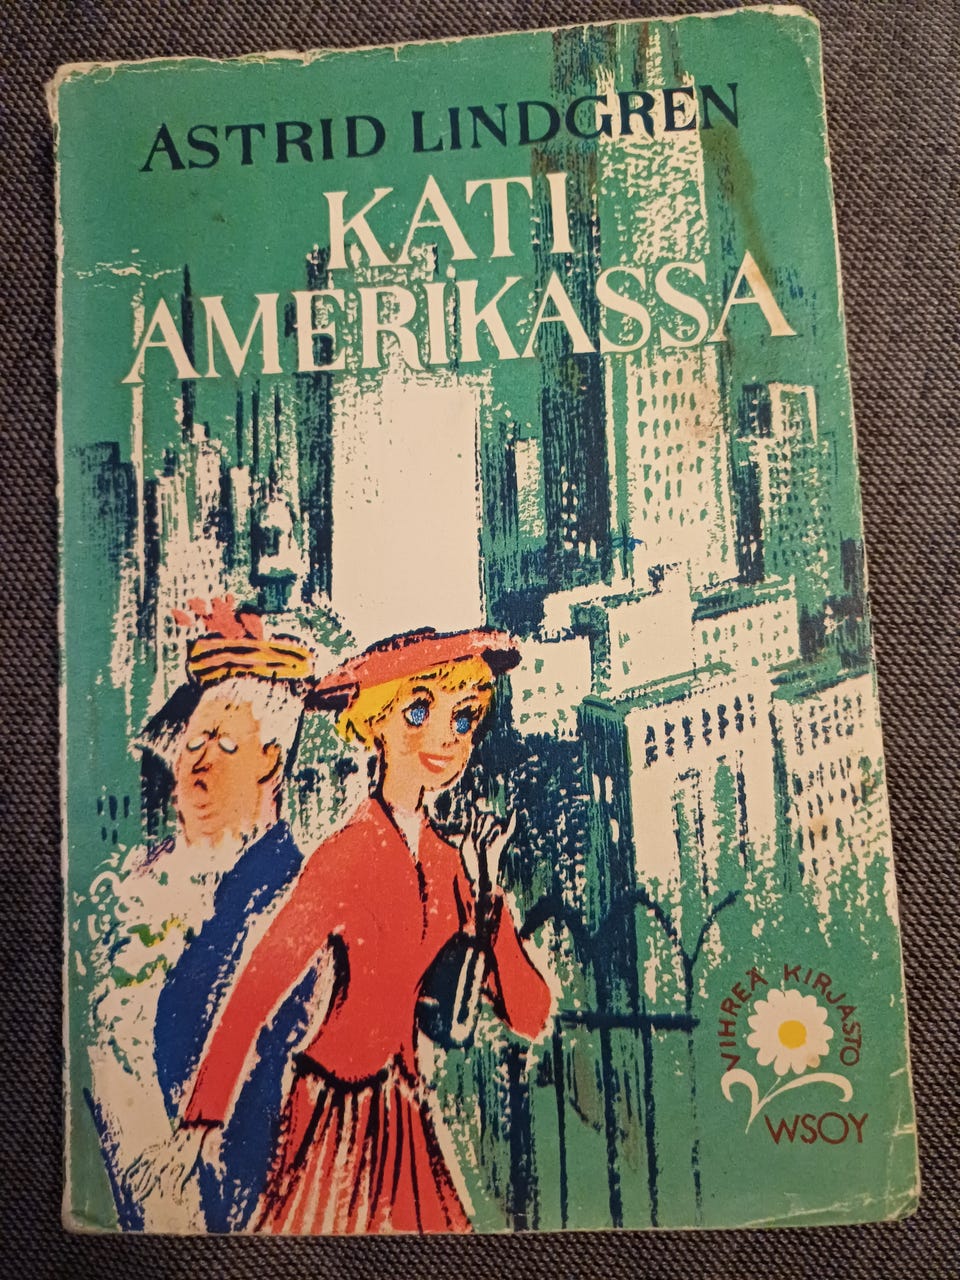 ASTRID LINDGREN
KATI
AMERIKASSA
VIHREÄ KIRJASTO
WSOY